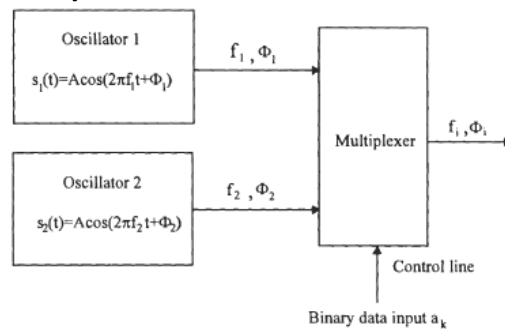 Oscillator 1
s₁(t)=Acos(2πf₁t+Φ₁)
f₁ , Φ₁
Multiplexer
fᵢ, Φᵢ
Oscillator 2
s₂(t)=Acos(2πf₂t+Φ₂)
f₂ , Φ₂
Control line
Binary data input aₖ